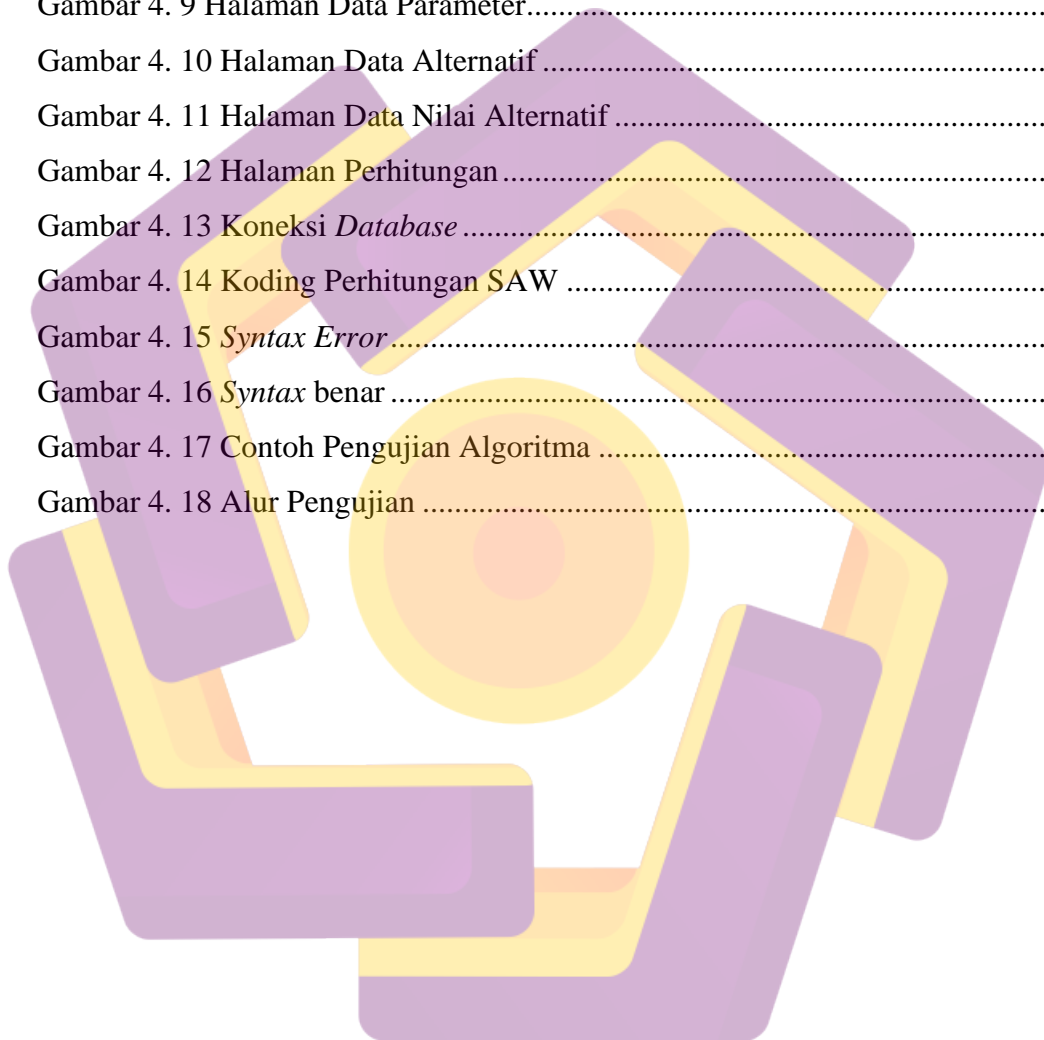 Gambar 4. 9 Halaman Data Parameter................................................................
Gambar 4. 10 Halaman Data Alternatif ..............................................................
Gambar 4. 11 Halaman Data Nilai Alternatif .....................................................
Gambar 4. 12 Halaman Perhitungan...................................................................
Gambar 4. 13 Koneksi Database ........................................................................
Gambar 4. 14 Koding Perhitungan SAW ...........................................................
Gambar 4. 15 Syntax Error .................................................................................
Gambar 4. 16 Syntax benar .................................................................................
Gambar 4. 17 Contoh Pengujian Algoritma .......................................................
Gambar 4. 18 Alur Pengujian .............................................................................